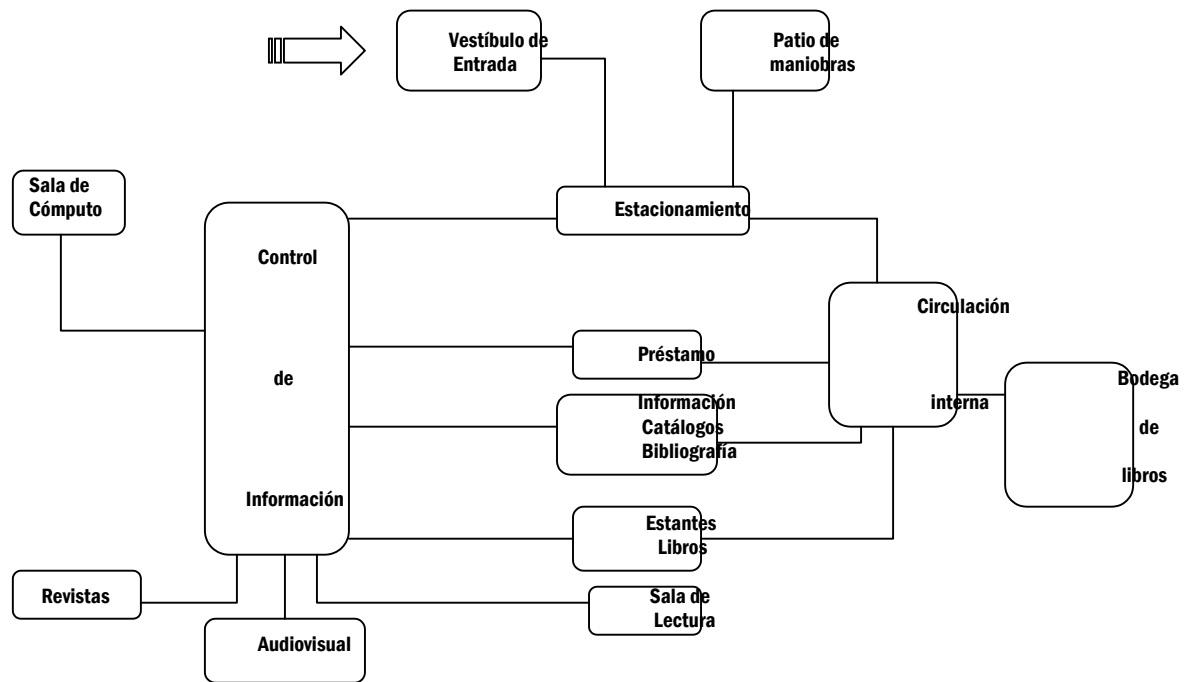 Vestíbulo de
Entrada
Patio de
maniobras
Sala de
Cómputo
Estacionamiento
Control
de
Información
Circulación
interna
Préstamo
Información
Catálogos
Bibliografía
Bodega
de
libros
Estantes
Libros
Revistas
Sala de
Lectura
Audiovisual